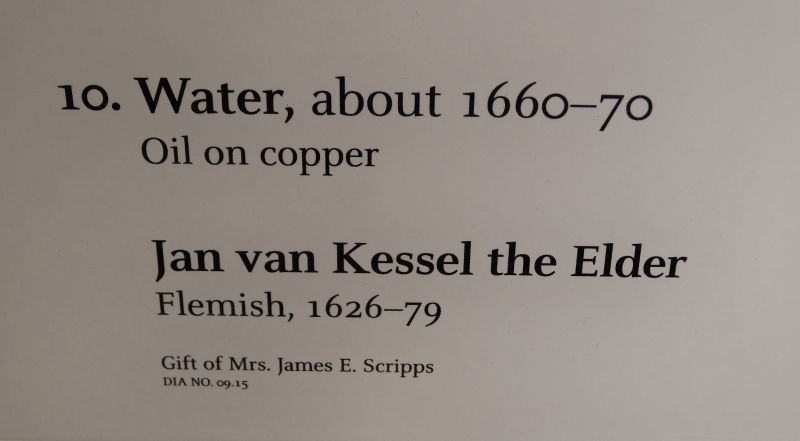 10. Water, about 1660–70
Oil on copper
Jan van Kessel the Elder
Flemish, 1626–79
Gift of Mrs. James E. Scripps
DIA NO. 09.15